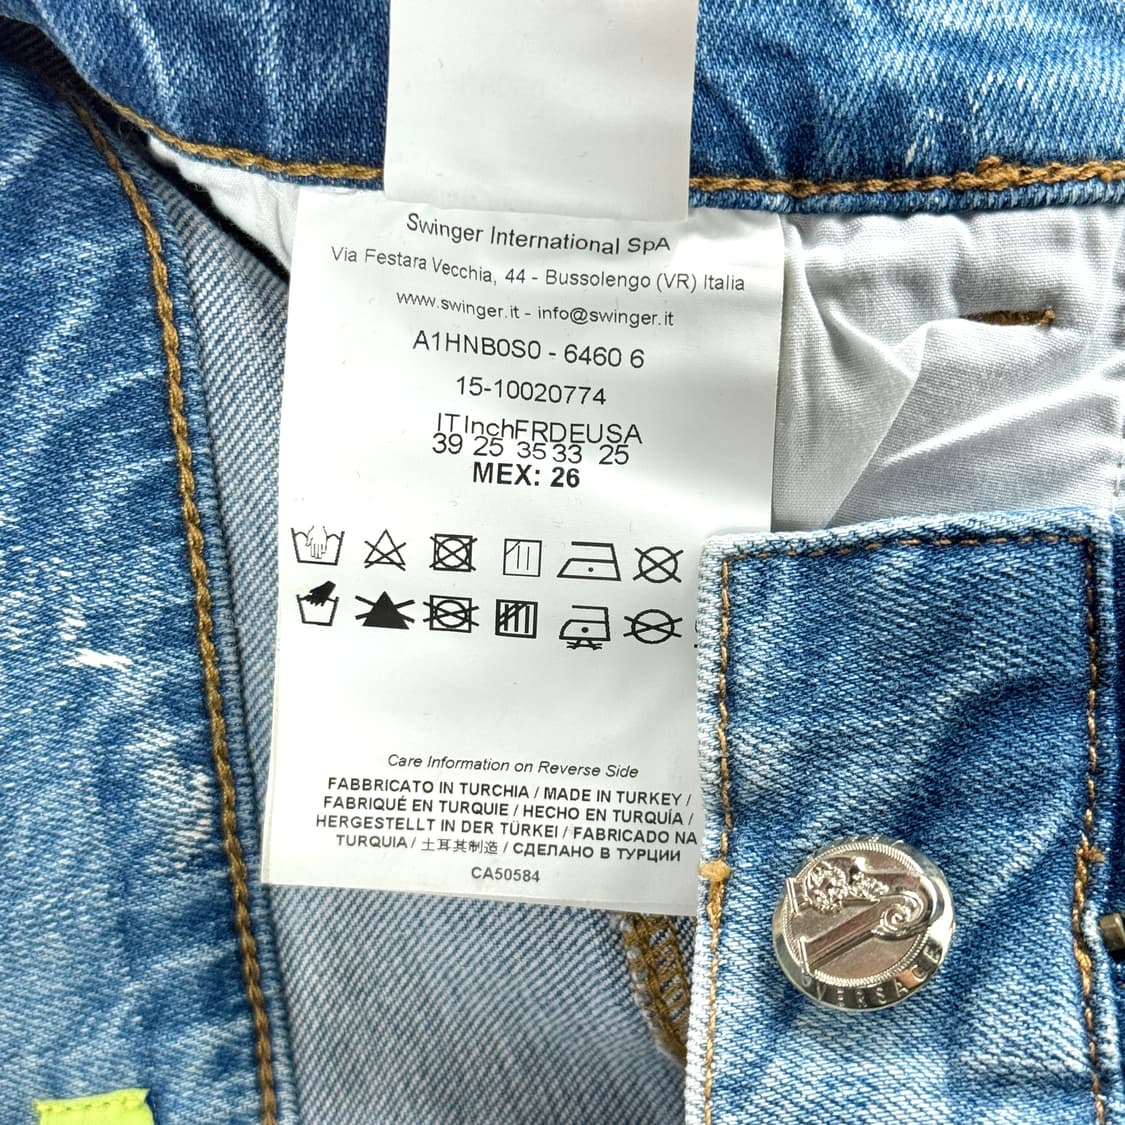 Swinger International SpA
Via Festara Vecchia, 44 - Bussolengo (VR) Italia
www.swinger.it - info@swinger.it
A1HNB0S0 - 6460 6
15-10020774
IT Inch FR DE USA
39 25 35 33 25
MEX: 26
Care Information on Reverse Side
FABBRICATO IN TURCHIA / MADE IN TURKEY /
FABRIQUÉ EN TURQUIE / HECHO EN TURQUÍA /
HERGESTELLT IN DER TÜRKEI / FABRICADO NA
TURQUIA / 土耳其制造 / СДЕЛАНО В ТУРЦИИ
CA50584
VERSACE